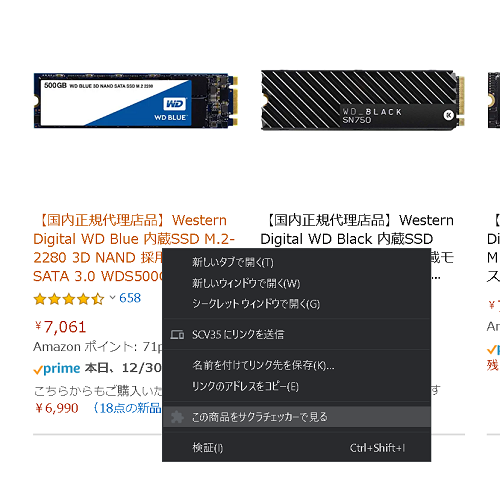 500GB WD BLUE 3D NAND SATA SSD M.2 2280
WD
WD BLUE
WD_BLACK
SN750
【国内正規代理店品】Western
Digital WD Blue 内蔵SSD M.2-
2280 3D NAND 採用
SATA 3.0 WDS500G
658
¥7,061
Amazon ポイント: 71p
prime 本日、12/30
こちらからもご購入いた
¥6,990 （18点の新品
【国内正規代理店品】Western
Digital WD Black 内蔵SSD
蔵モ
...
す
新しいタブで開く(T)
新しいウィンドウで開く(W)
シークレット ウィンドウで開く(G)
SCV35 にリンクを送信
名前を付けてリンク先を保存(K)...
リンクのアドレスをコピー(E)
この商品をサクラチェッカーで見る
検証(I) Ctrl+Shift+I
【
Di
M
ス
¥
An
残